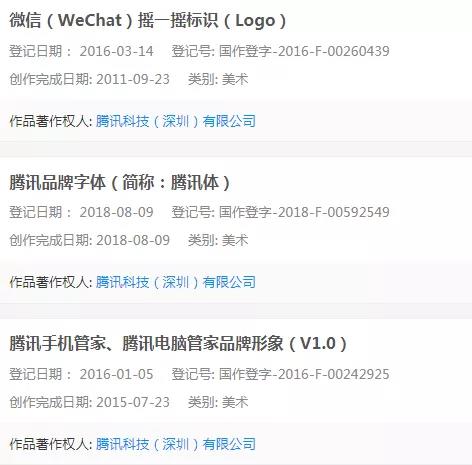 微信（WeChat）摇一摇标识（Logo）
登记日期： 2016-03-14 登记号: 国作登字-2016-F-00260439
创作完成日期: 2011-09-23 类别: 美术
作品著作权人: 腾讯科技（深圳）有限公司
腾讯品牌字体（简称：腾讯体）
登记日期： 2018-08-09 登记号: 国作登字-2018-F-00592549
创作完成日期: 2018-08-09 类别: 美术
作品著作权人: 腾讯科技（深圳）有限公司
腾讯手机管家、腾讯电脑管家品牌形象（V1.0）
登记日期： 2016-01-05 登记号: 国作登字-2016-F-00242925
创作完成日期: 2015-07-23 类别: 美术
作品著作权人: 腾讯科技（深圳）有限公司